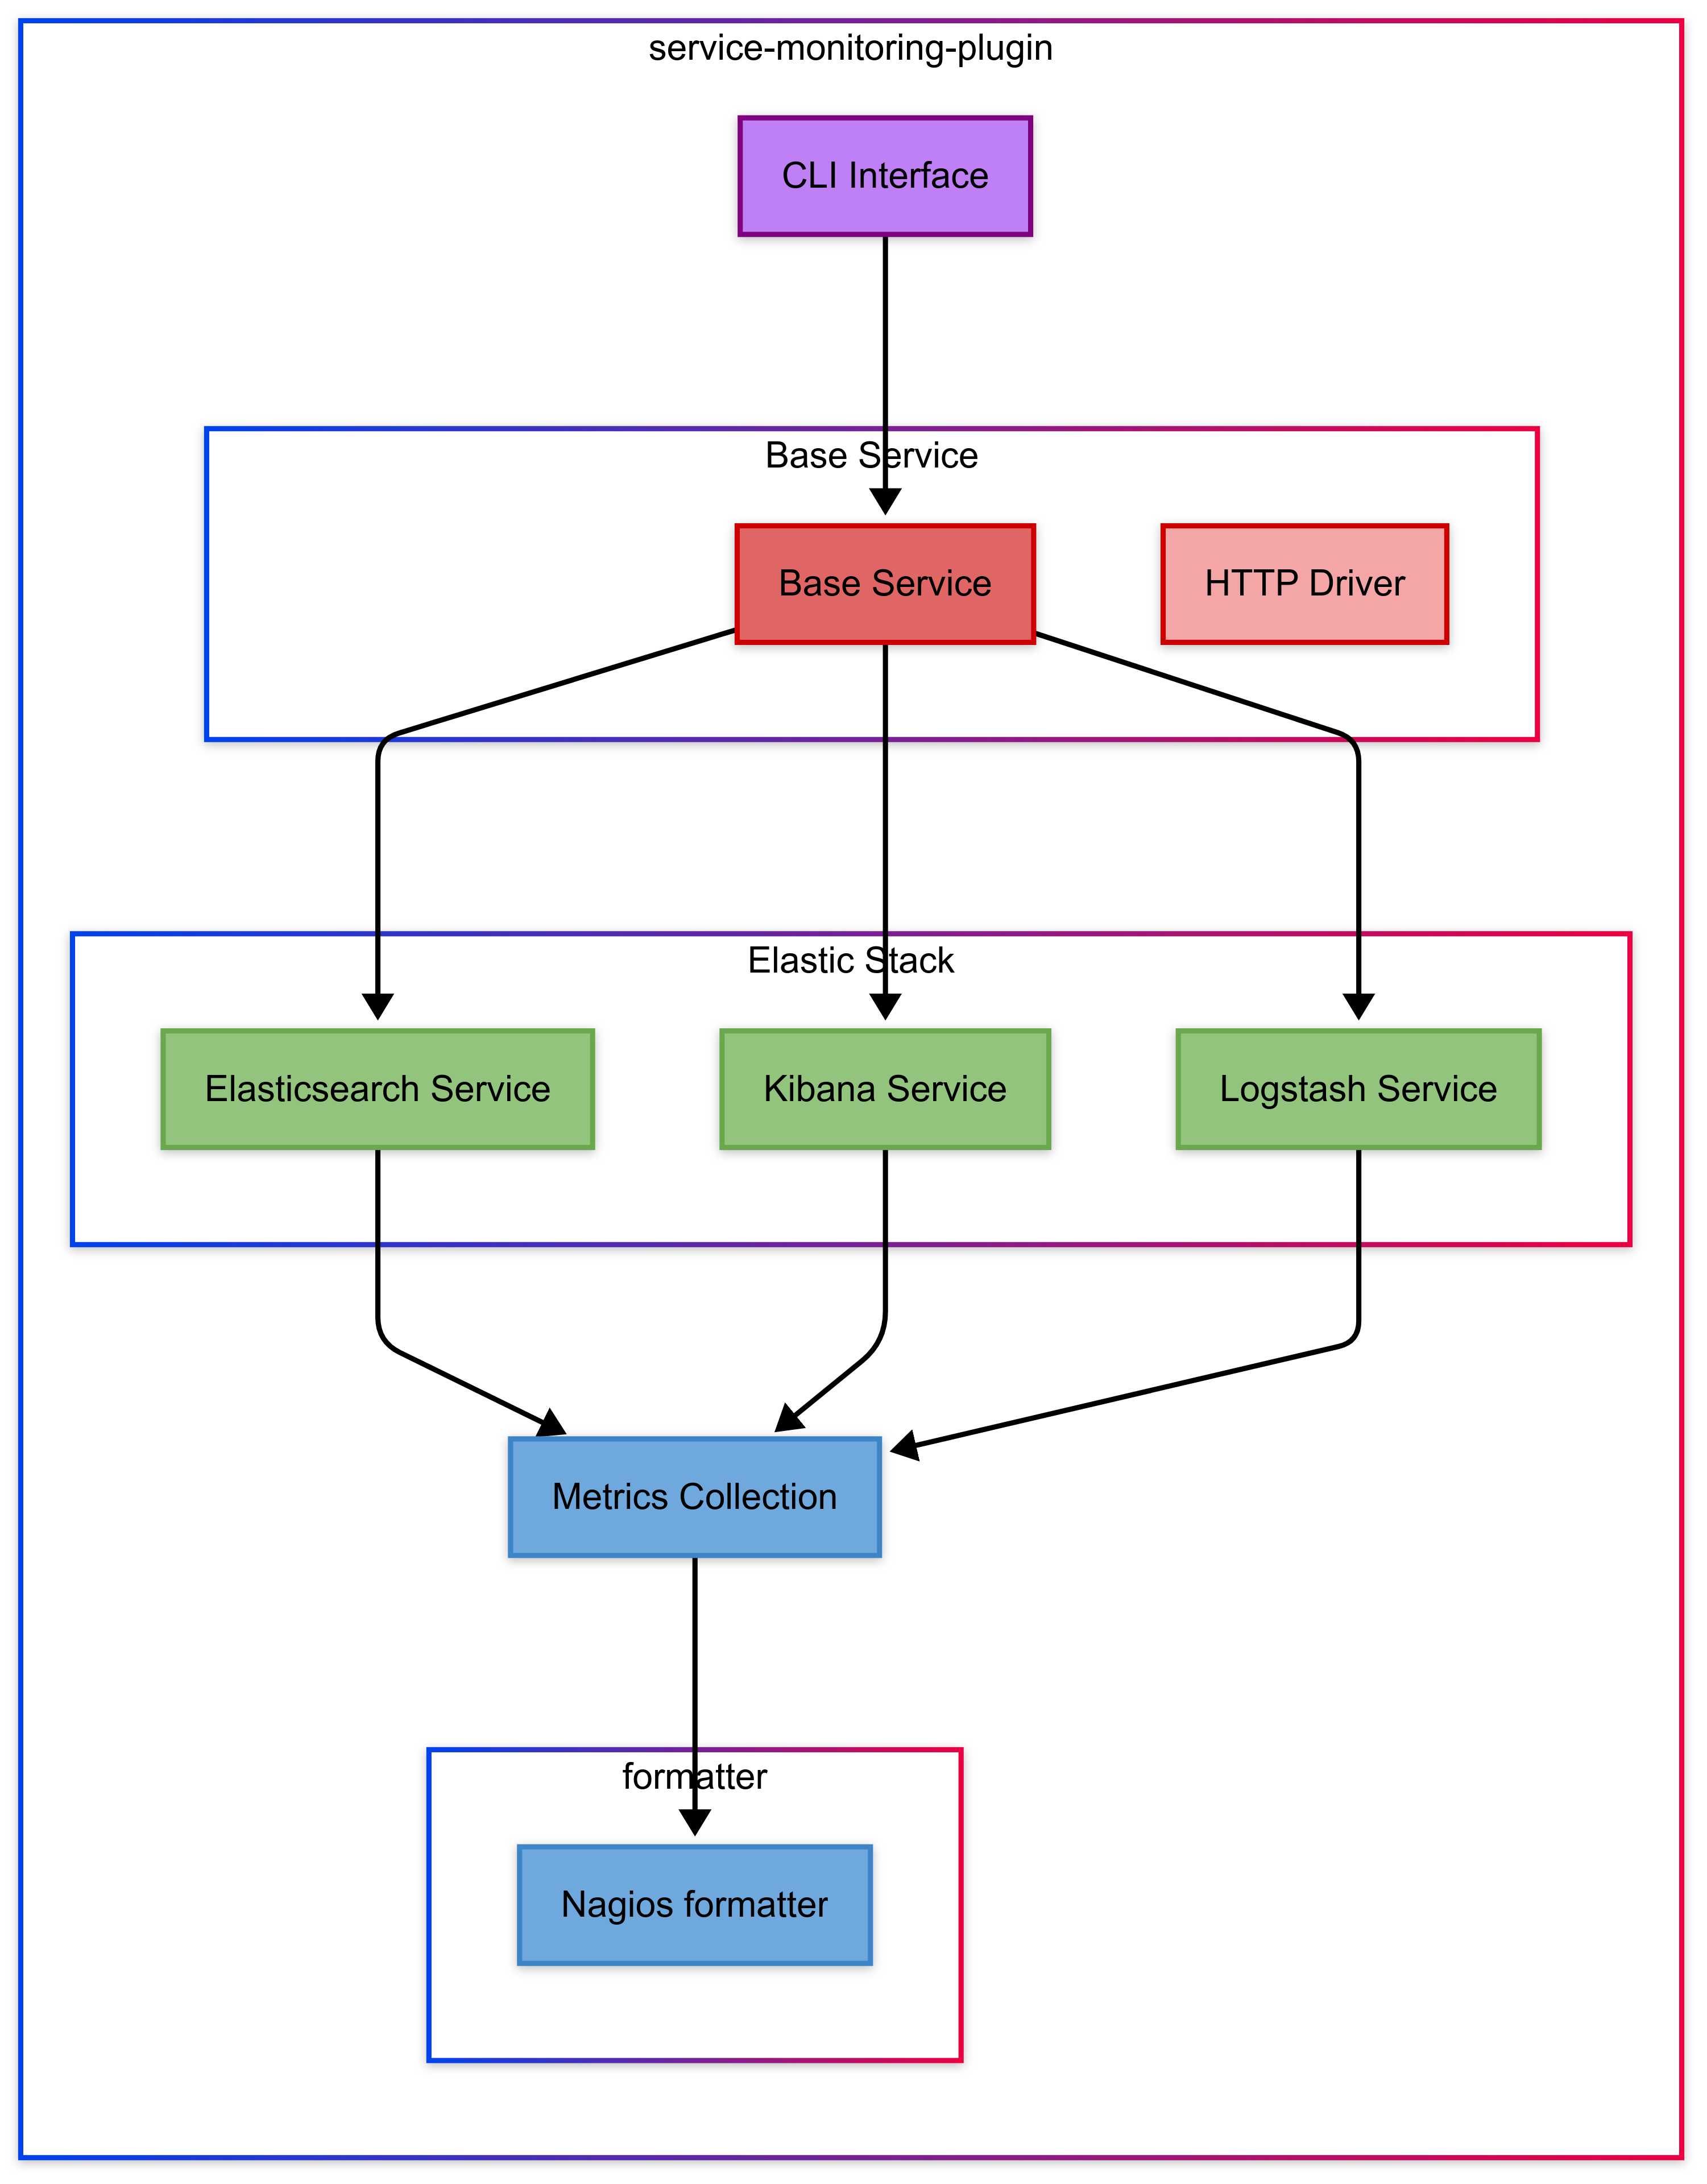 service-monitoring-plugin
CLI Interface
Base Service
Base Service
HTTP Driver
Elastic Stack
Elasticsearch Service
Kibana Service
Logstash Service
Metrics Collection
formatter
Nagios formatter